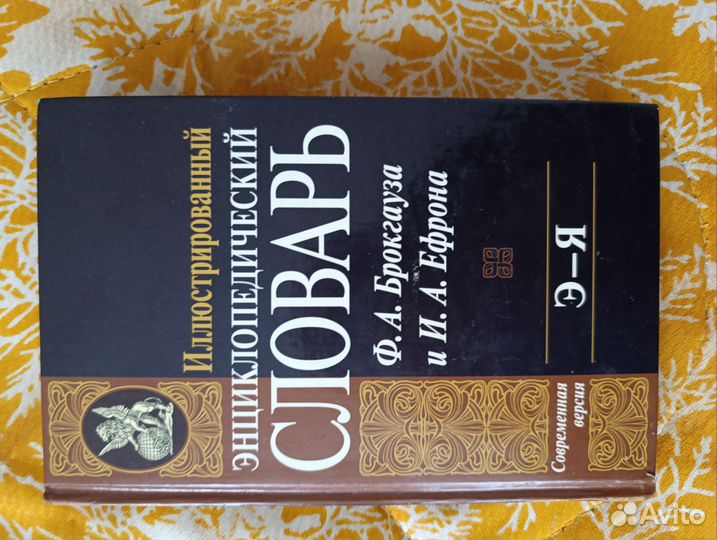 Иллюстрированный
ЭНЦИКЛОПЕДИЧЕСКИЙ
СЛОВАРЬ
Ф. А. Брокгауза
и И. А. Ефрона
Э–Я
Современная
версия
Avito